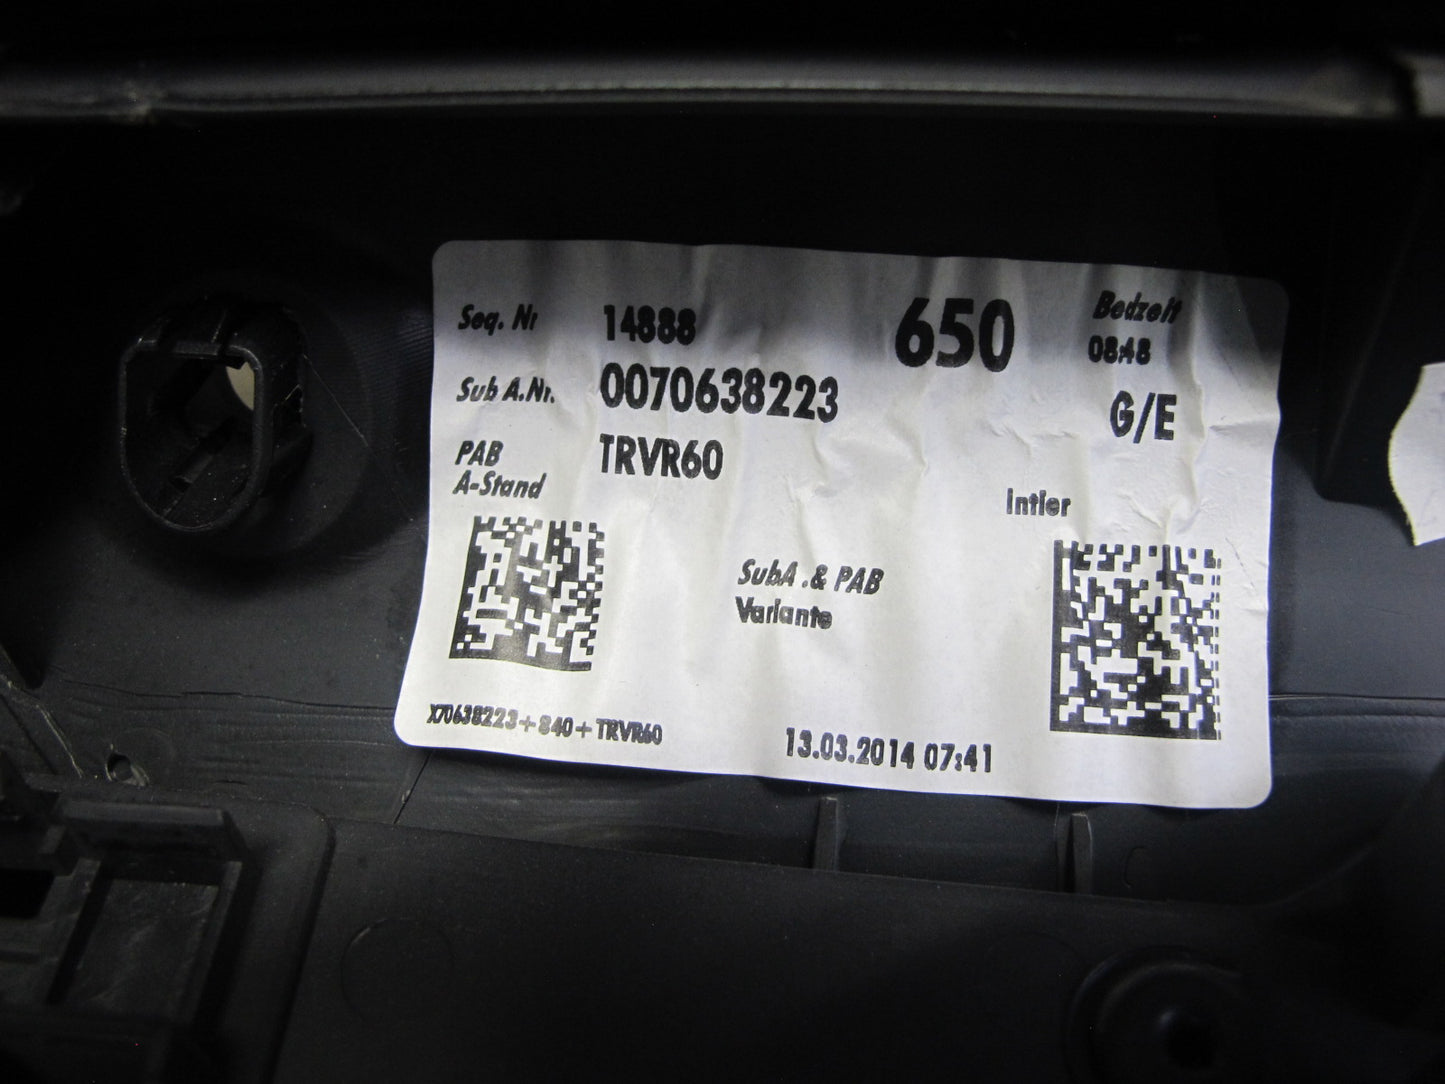 Seq. Nr 14888 650 Bedzeit
08:48
Sub A.Nr. 0070638223 G/E
PAB TRVR60
A-Stand
Intier
SubA .& PAB
Variante
X70638223+840+TRVR60
13.03.2014 07:41